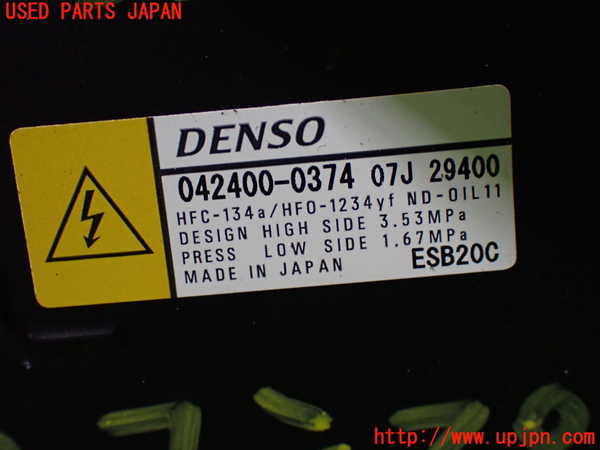 USED PARTS JAPAN
DENSO
042400-0374 07J 29400
HFC-134a/HFO-1234yf ND-OIL11
DESIGN HIGH SIDE 3.53MPa
PRESS LOW SIDE 1.67MPa
MADE IN JAPAN ESB20C
http://www.upjpn.com/